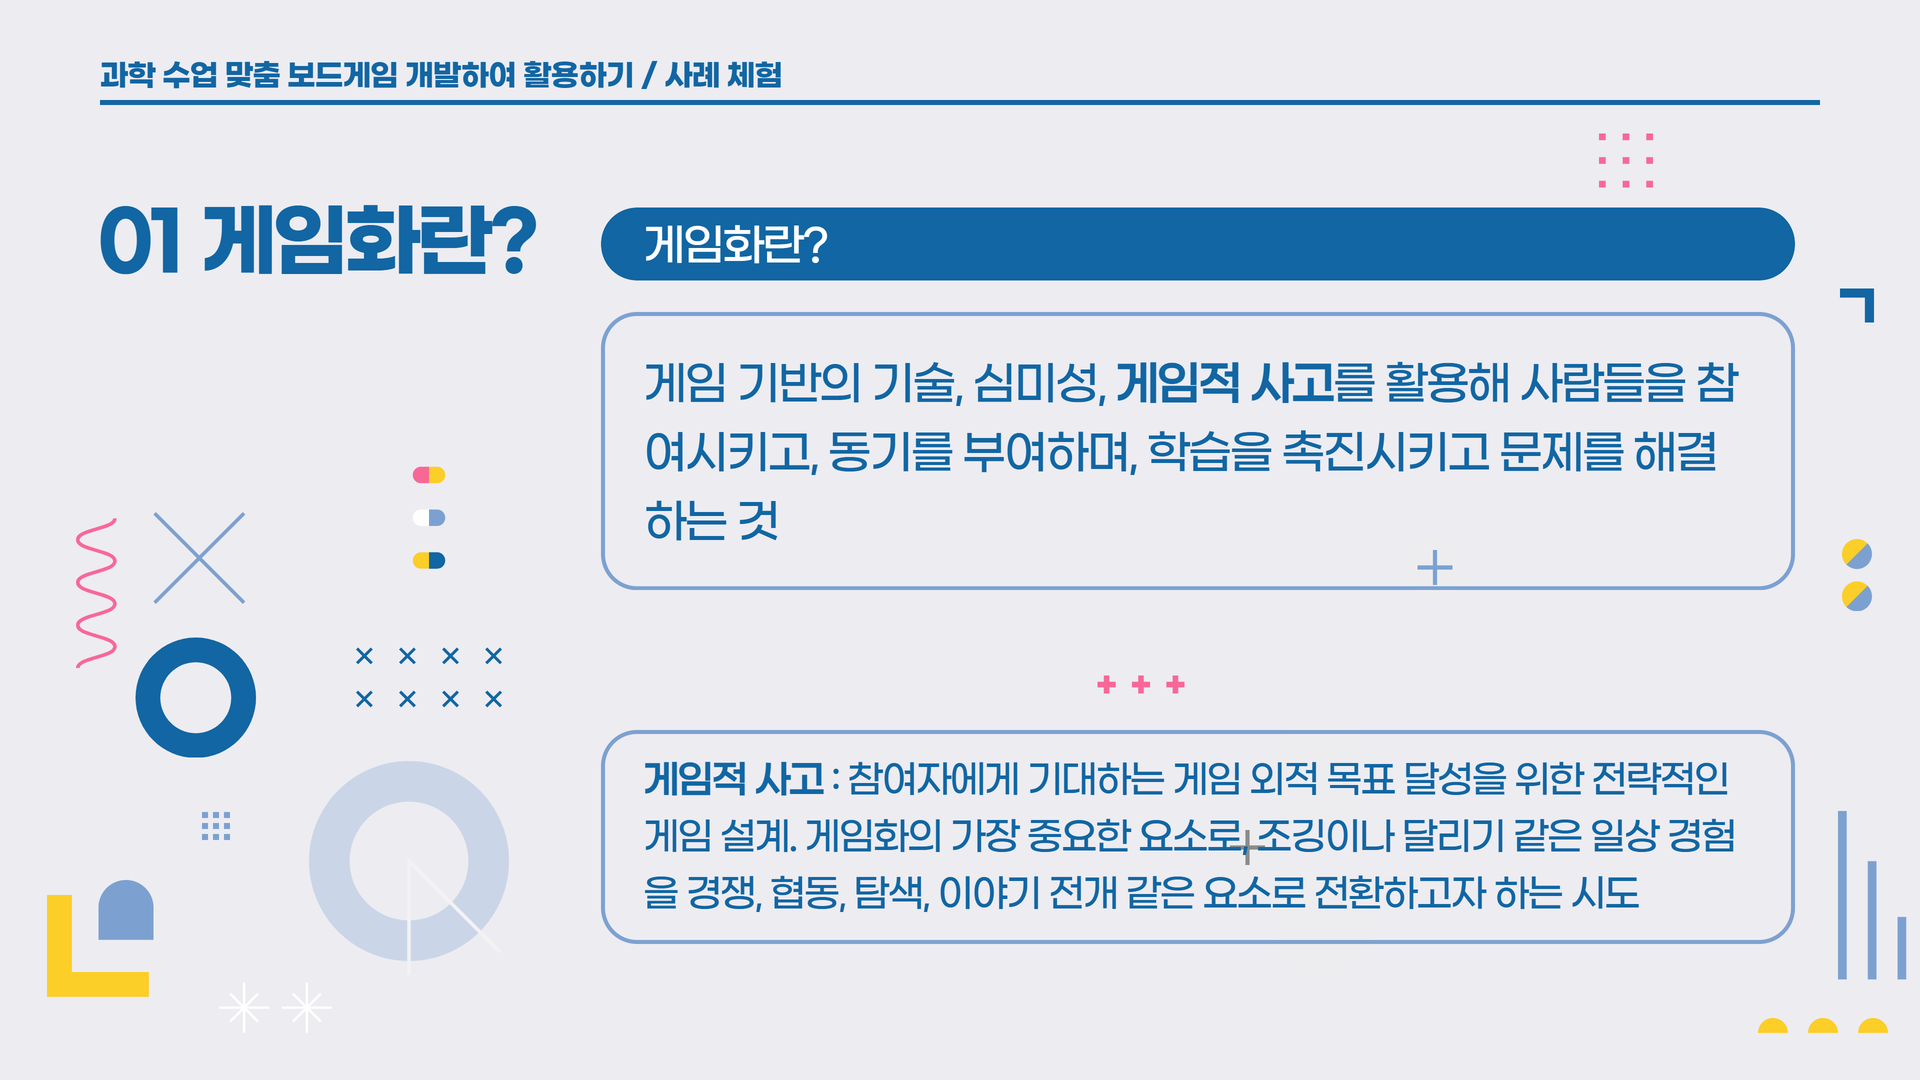 과학 수업 맞춤 보드게임 개발하여 활용하기 / 사례 체험
01 게임화란?
게임화란?
게임 기반의 기술, 심미성, 게임적 사고를 활용해 사람들을 참
여시키고, 동기를 부여하며, 학습을 촉진시키고 문제를 해결
하는 것
게임적 사고 : 참여자에게 기대하는 게임 외적 목표 달성을 위한 전략적인
게임 설계. 게임화의 가장 중요한 요소로, 조깅이나 달리기 같은 일상 경험
을 경쟁, 협동, 탐색, 이야기 전개 같은 요소로 전환하고자 하는 시도